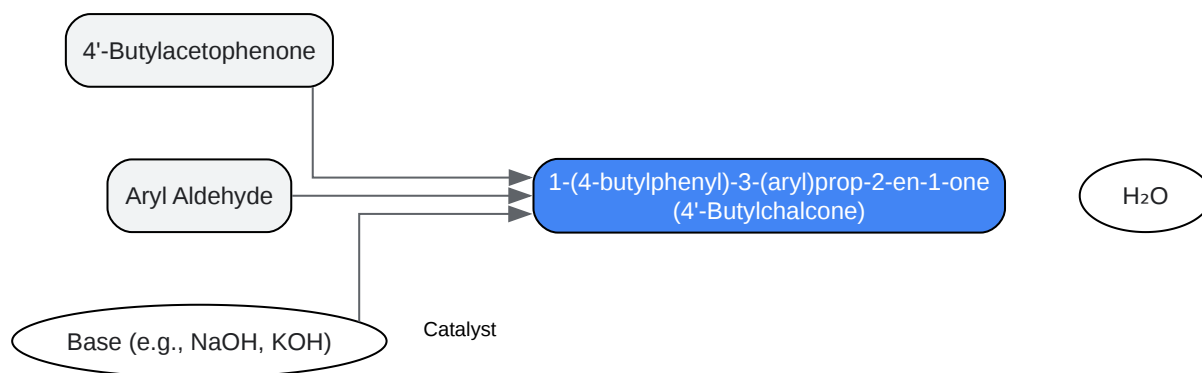 4'-Butylacetophenone
Aryl Aldehyde
1-(4-butylphenyl)-3-(aryl)prop-2-en-1-one
(4'-Butylchalcone)
H₂O
Base (e.g., NaOH, KOH)
Catalyst